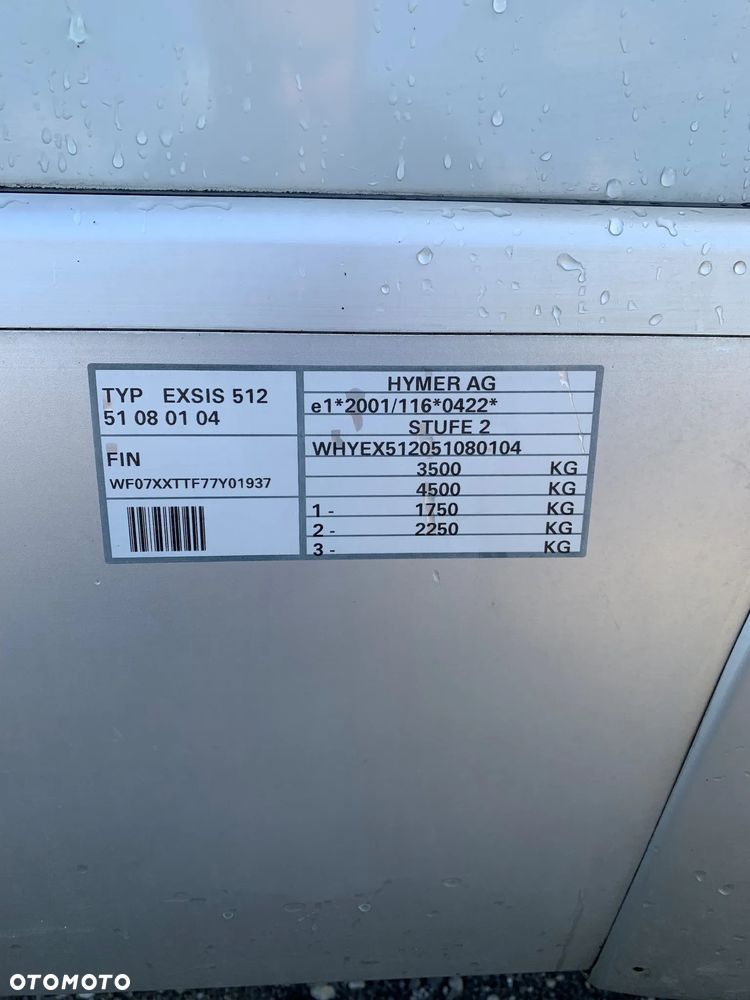 TYP EXSIS 512
51 08 01 04
FIN
WF07XXTTF77Y01937
HYMER AG
e1*2001/116*0422*
STUFE 2
WHYEX512051080104
3500 KG
4500 KG
1 - 1750 KG
2 - 2250 KG
3 - KG
OTOMOTO